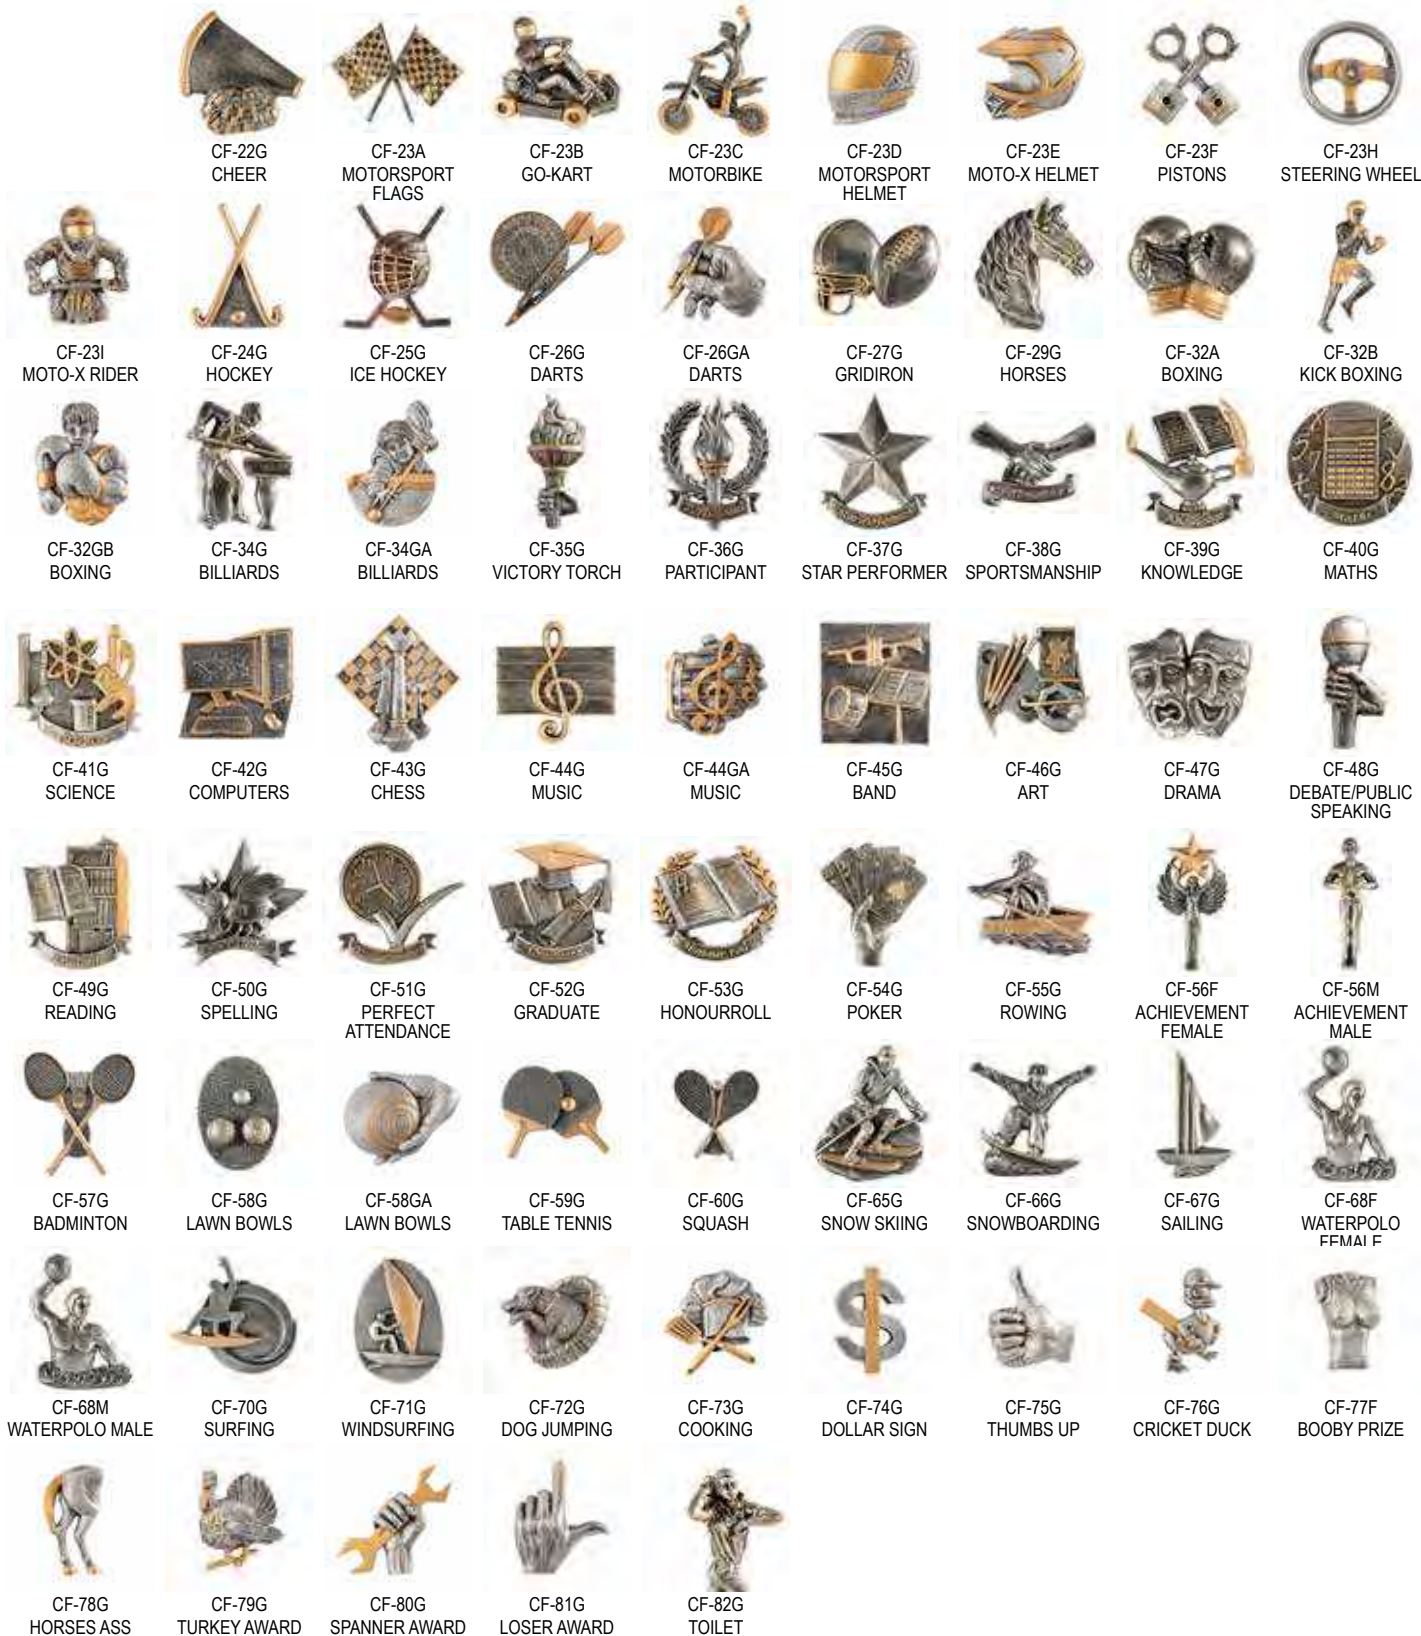 CF-22G
CHEER
CF-23A
MOTORSPORT
FLAGS
CF-23B
GO-KART
CF-23C
MOTORBIKE
CF-23D
MOTORSPORT
HELMET
CF-23E
MOTO-X HELMET
CF-23F
PISTONS
CF-23H
STEERING WHEEL
CF-23I
MOTO-X RIDER
CF-24G
HOCKEY
CF-25G
ICE HOCKEY
CF-26G
DARTS
CF-26GA
DARTS
CF-27G
GRIDIRON
CF-29G
HORSES
CF-32A
BOXING
CF-32B
KICK BOXING
CF-32GB
BOXING
CF-34G
BILLIARDS
CF-34GA
BILLIARDS
CF-35G
VICTORY TORCH
CF-36G
PARTICIPANT
CF-37G
STAR PERFORMER
CF-38G
SPORTSMANSHIP
CF-39G
KNOWLEDGE
CF-40G
MATHS
CF-41G
SCIENCE
CF-42G
COMPUTERS
CF-43G
CHESS
CF-44G
MUSIC
CF-44GA
MUSIC
CF-45G
BAND
CF-46G
ART
CF-47G
DRAMA
CF-48G
DEBATE/PUBLIC
SPEAKING
CF-49G
READING
CF-50G
SPELLING
CF-51G
PERFECT
ATTENDANCE
CF-52G
GRADUATE
CF-53G
HONOURROLL
CF-54G
POKER
CF-55G
ROWING
CF-56F
ACHIEVEMENT
FEMALE
CF-56M
ACHIEVEMENT
MALE
CF-57G
BADMINTON
CF-58G
LAWN BOWLS
CF-58GA
LAWN BOWLS
CF-59G
TABLE TENNIS
CF-60G
SQUASH
CF-65G
SNOW SKIING
CF-66G
SNOWBOARDING
CF-67G
SAILING
CF-68F
WATERPOLO
FEMALE
CF-68M
WATERPOLO MALE
CF-70G
SURFING
CF-71G
WINDSURFING
CF-72G
DOG JUMPING
CF-73G
COOKING
CF-74G
DOLLAR SIGN
CF-75G
THUMBS UP
CF-76G
CRICKET DUCK
CF-77F
BOOBY PRIZE
CF-78G
HORSES ASS
CF-79G
TURKEY AWARD
CF-80G
SPANNER AWARD
CF-81G
LOSER AWARD
CF-82G
TOILET